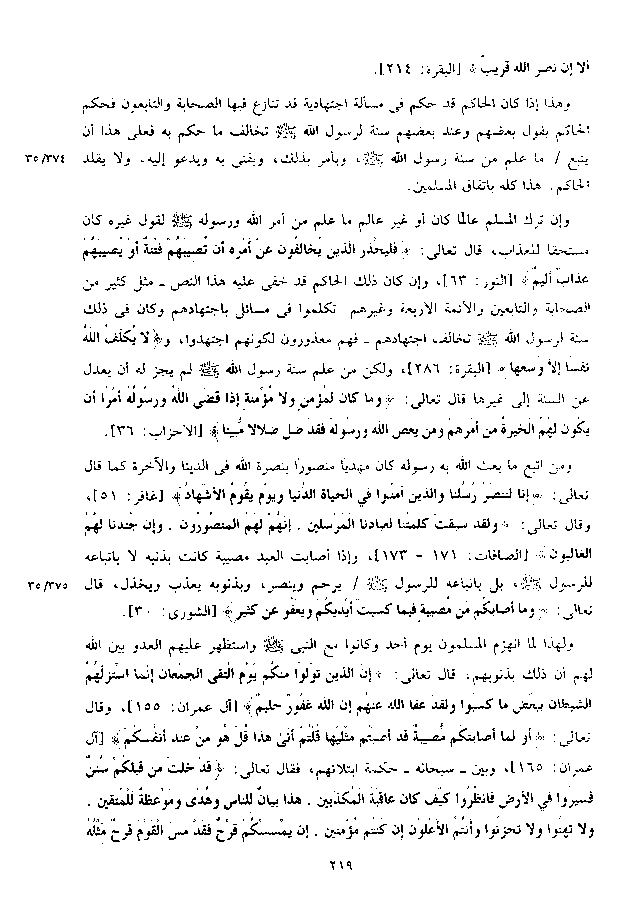 ألا إن نصر الله قريبٌ ﴾ [البقرة: ٢١٤].
وهذا إذا كان الحاكم قد حكم فى مسألة اجتهادية قد تنازع فيها الصحابة والتابعون فحكم
الحاكم بقول بعضهم وعند بعضهم سنة لرسول الله ﷺ تخالف ما حكم به فعلى هذا أن
يتبع / ما علم من سنة رسول الله ﷺ، ويأمر بذلك، ويفتى به ويدعو إليه، ولا يقلد ٣٥/٣٧٤
الحاكم. هذا كله باتفاق المسلمين.
وإن ترك المسلم عالمًا كان أو غير عالم ما علم من أمر الله ورسوله ﷺ لقول غيره كان
مستحقا للعذاب، قال تعالى: ﴿ فليحذر الذين يخالفون عن أمره أن تصيبهم فتنة أو يصيبهم
عذاب أليم ﴾ [النور: ٦٣]، وإن كان ذلك الحاكم قد خفى عليه هذا النص ـ مثل كثير من
الصحابة والتابعين والأئمة الأربعة وغيرهم تكلموا فى مسائل باجتهادهم وكان فى ذلك
سنة لرسول الله ﷺ تخالف اجتهادهم ـ فهم معذورون لكونهم اجتهدوا، و﴿ لا يكلف الله
نفسا إلا وسعها ﴾ [البقرة: ٢٨٦]، ولكن من علم سنة رسول الله ﷺ لم يجز له أن يعدل
عن السنة إلى غيرها قال تعالى: ﴿ وما كان لمؤمن ولا مؤمنة إذا قضى الله ورسوله أمرا أن
يكون لهم الخيرة من أمرهم ومن يعص الله ورسوله فقد ضل ضلالا مبينا ﴾ [الأحزاب: ٣٦].
ومن اتبع ما بعث الله به رسوله كان مهديًا منصورًا بنصرة الله فى الدنيا والآخرة كما قال
تعالى: ﴿ إنا لننصر رسلنا والذين آمنوا في الحياة الدنيا ويوم يقوم الأشهاد ﴾ [غافر: ٥١]،
وقال تعالى: ﴿ ولقد سبقت كلمتنا لعبادنا المرسلين . إنهم لهم المنصورون . وإن جندنا لهم
الغالبون ﴾ [الصافات: ١٧١ – ١٧٣]، وإذا أصابت العبد مصيبة كانت بذنبه لا باتباعه
للرسول ﷺ، بل باتباعه للرسول ﷺ / يرحم وينصر، وبذنوبه يعذب ويخذل، قال ٣٥/٣٧٥
تعالى: ﴿ وما أصابكم من مصيبة فبما كسبت أيديكم ويعفو عن كثير ﴾ [الشورى: ٣٠].
ولهذا لما انهزم المسلمون يوم أحد وكانوا مع النبى ﷺ واستظهر عليهم العدو بين الله
لهم أن ذلك بذنوبهم، قال تعالى: ﴿ إن الذين تولوا منكم يوم التقى الجمعان إنما استزلهم
الشيطان ببعض ما كسبوا ولقد عفا الله عنهم إن الله غفور حليم ﴾ [آل عمران: ١٥٥]، وقال
تعالى: ﴿ أو لما أصابتكم مصيبة قد أصبتم مثليها قلتم أنى هذا قل هو من عند أنفسكم ﴾ [آل
عمران: ١٦٥]، وبين ـ سبحانه ـ حكمة ابتلائهم، فقال تعالى: ﴿ قد خلت من قبلكم سنن
فسيروا في الأرض فانظروا كيف كان عاقبة المكذبين . هذا بيان للناس وهدى وموعظة للمتقين .
ولا تهنوا ولا تحزنوا وأنتم الأعلون إن كنتم مؤمنين . إن يمسسكم قرح فقد مس القوم قرح مثله
٢١٩